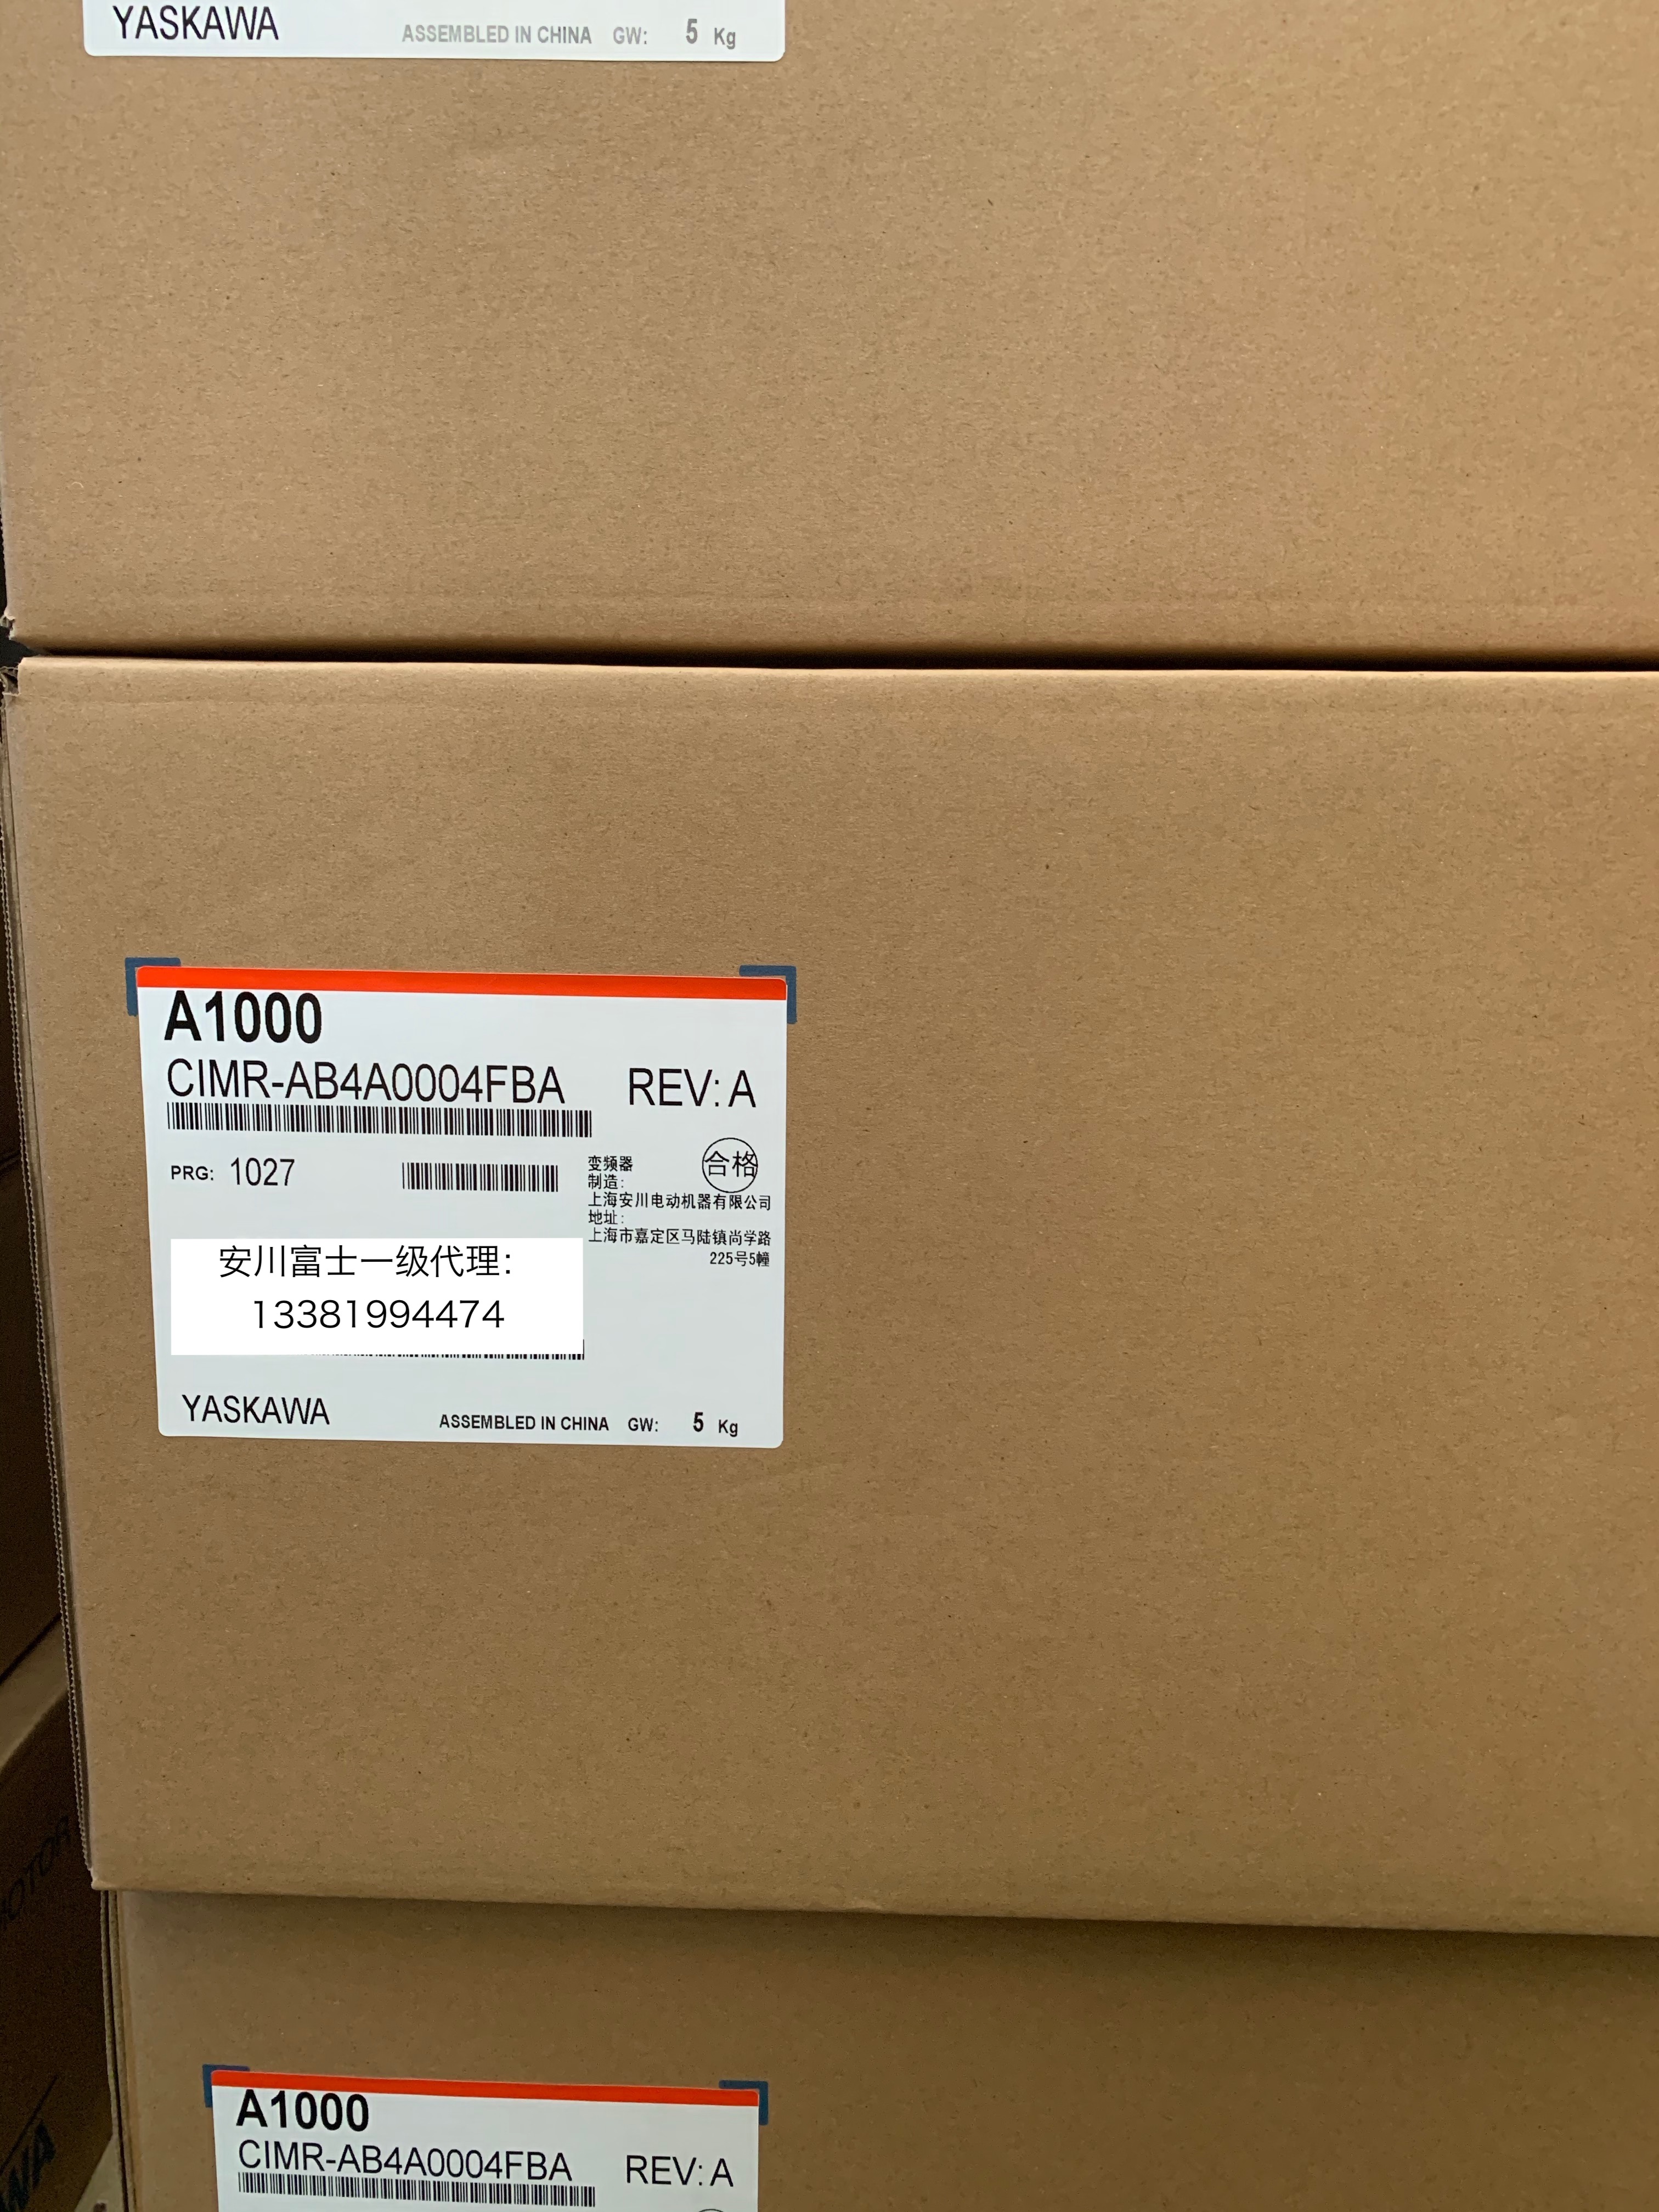 YASKAWA ASSEMBLED IN CHINA GW: 5 Kg
A1000
CIMR-AB4A0004FBA REV: A
PRG: 1027
变频器 合格
制造:
上海安川电动机器有限公司
地址:
上海市嘉定区马陆镇尚学路
225号5幢
安川富士一级代理:
13381994474
YASKAWA ASSEMBLED IN CHINA GW: 5 Kg
A1000
CIMR-AB4A0004FBA REV: A